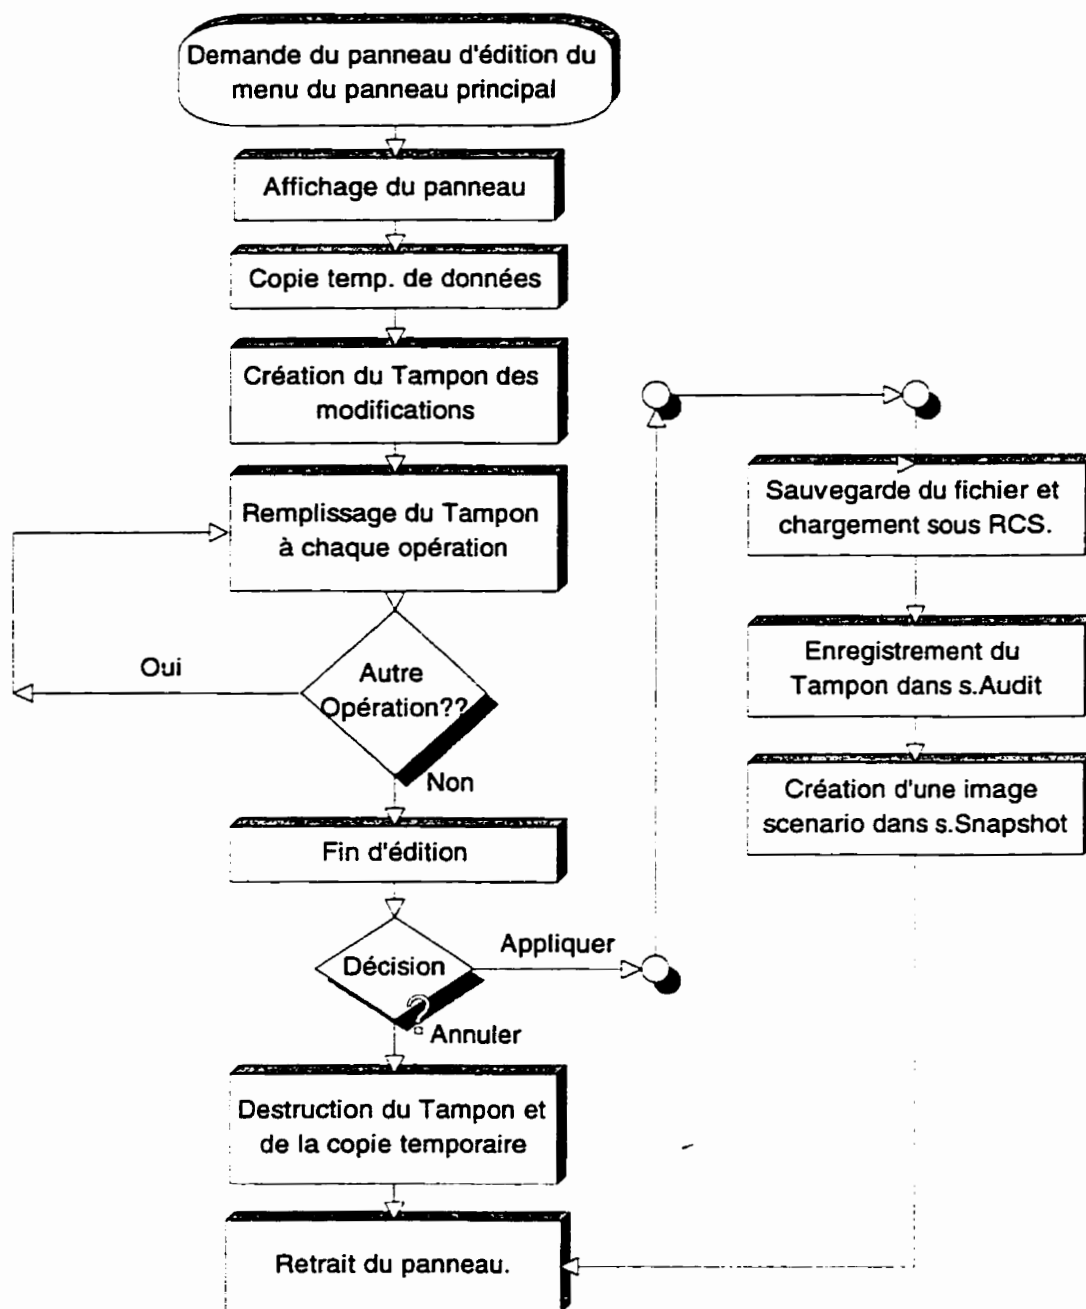 Demande du panneau d'édition du
menu du panneau principal
Affichage du panneau
Copie temp. de données
Création du Tampon des
modifications
Remplissage du Tampon
à chaque opération
Oui
Autre
Opération??
Non
Fin d'édition
Décision
?
Appliquer
Annuler
Destruction du Tampon et
de la copie temporaire
Retrait du panneau.
Sauvegarde du fichier et
chargement sous RCS.
Enregistrement du
Tampon dans s.Audit
Création d'une image
scenario dans s.Snapshot